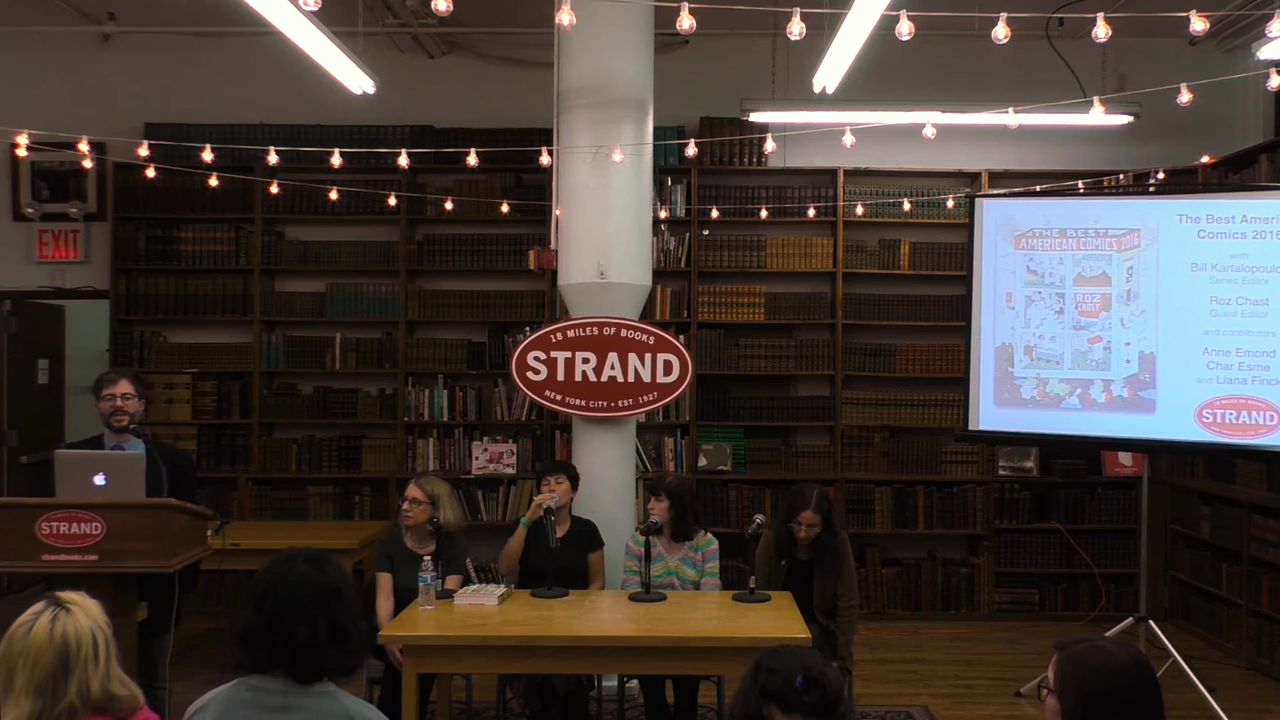 EXIT
18 MILES OF BOOKS
STRAND
NEW YORK CITY • EST. 1927
THE BEST
AMERICAN COMICS 2016
ROZ
CHAST
The Best Ameri
Comics 2016
with
Bill Kartalopoulo
Series Editor
Roz Chast
Guest Editor
and contributors
Anne Emond
Char Esme
and Liana Finck
STRAND
STRAND
strandbooks.com